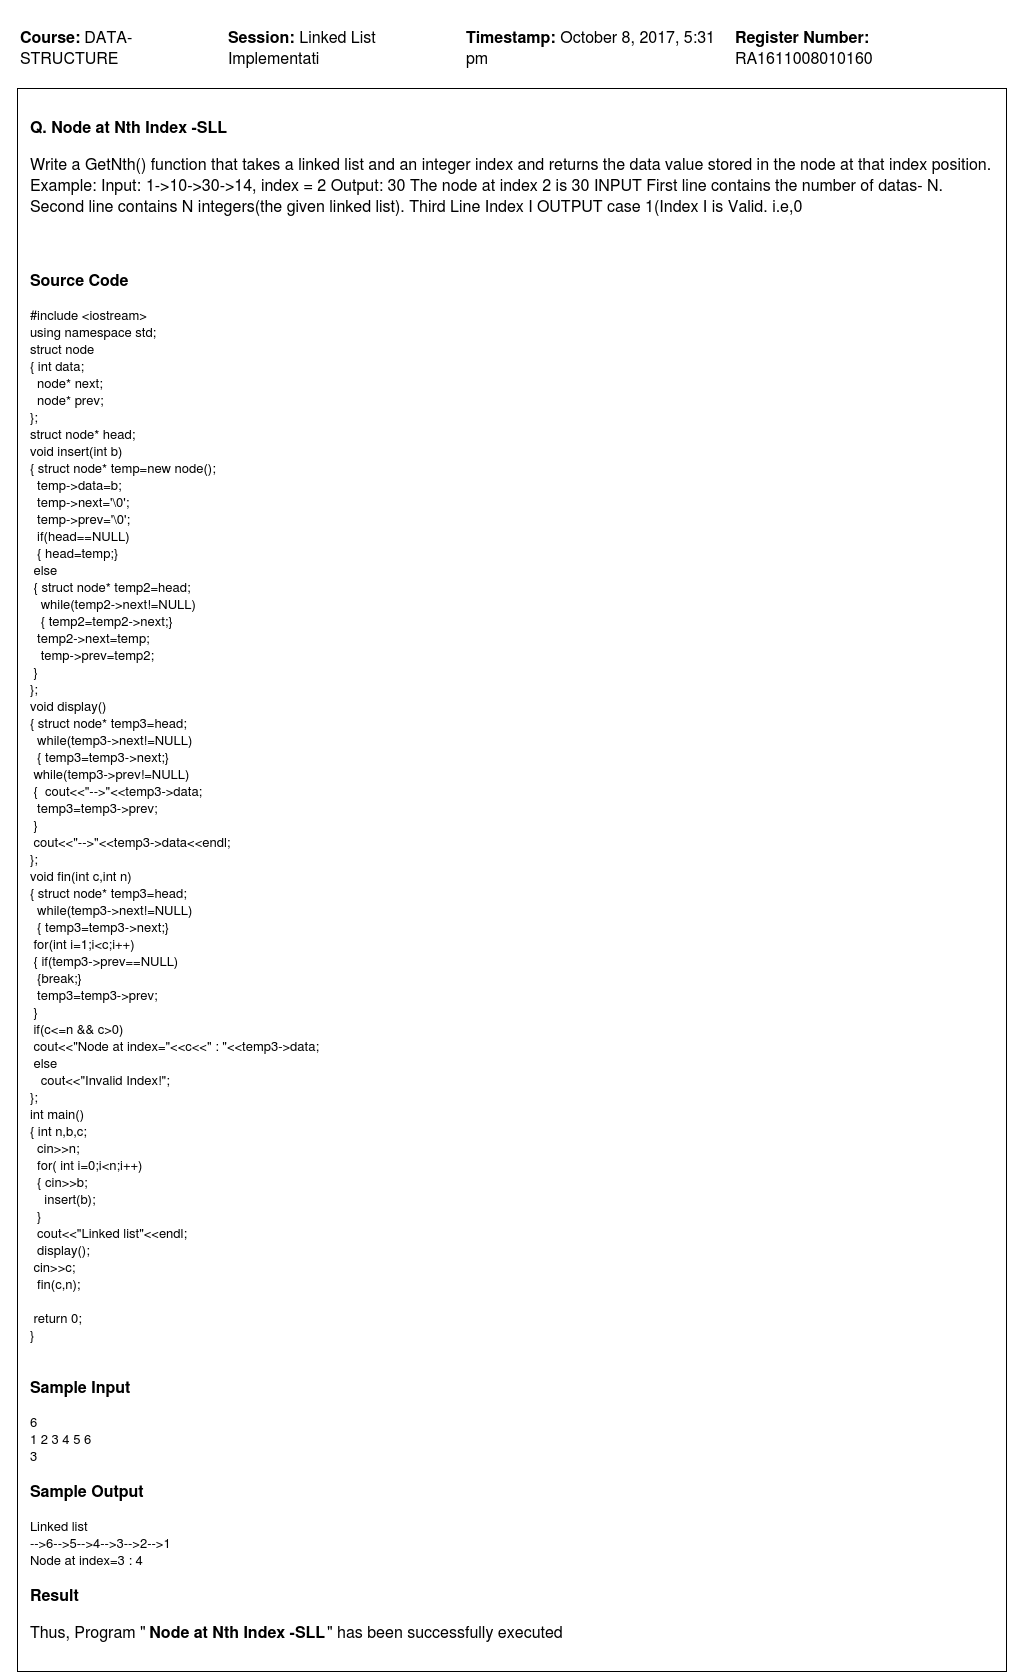 Course: DATA-STRUCTURE
Session: Linked List Implementati
Timestamp: October 8, 2017, 5:31 pm
Register Number: RA1611008010160
Q. Node at Nth Index -SLL
Write a GetNth() function that takes a linked list and an integer index and returns the data value stored in the node at that index position.
Example: Input: 1->10->30->14, index = 2 Output: 30 The node at index 2 is 30 INPUT First line contains the number of datas- N.
Second line contains N integers(the given linked list). Third Line Index I OUTPUT case 1(Index I is Valid. i.e,0
Source Code
#include <iostream>
using namespace std;
struct node
{ int data;
  node* next;
  node* prev;
};
struct node* head;
void insert(int b)
{ struct node* temp=new node();
  temp->data=b;
  temp->next='\0';
  temp->prev='\0';
  if(head==NULL)
  { head=temp;}
 else
 { struct node* temp2=head;
   while(temp2->next!=NULL)
   { temp2=temp2->next;}
  temp2->next=temp;
   temp->prev=temp2;
 }
};
void display()
{ struct node* temp3=head;
  while(temp3->next!=NULL)
  { temp3=temp3->next;}
 while(temp3->prev!=NULL)
 {  cout<<"-->"<<temp3->data;
  temp3=temp3->prev;
 }
 cout<<"-->"<<temp3->data<<endl;
};
void fin(int c,int n)
{ struct node* temp3=head;
  while(temp3->next!=NULL)
  { temp3=temp3->next;}
 for(int i=1;i<c;i++)
 { if(temp3->prev==NULL)
  {break;}
  temp3=temp3->prev;
 }
 if(c<=n && c>0)
 cout<<"Node at index="<<c<<" : "<<temp3->data;
 else
   cout<<"Invalid Index!";
};
int main()
{ int n,b,c;
  cin>>n;
  for( int i=0;i<n;i++)
  { cin>>b;
    insert(b);
  }
  cout<<"Linked list"<<endl;
  display();
 cin>>c;
  fin(c,n);
 return 0;
}
Sample Input
6
1 2 3 4 5 6
3
Sample Output
Linked list
-->6-->5-->4-->3-->2-->1
Node at index=3 : 4
Result
Thus, Program " Node at Nth Index -SLL" has been successfully executed